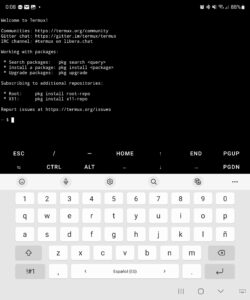 0:06
88%
Welcome to Termux!
Communities: https://termux.org/community
Gitter chat: https://gitter.im/termux/termux
IRC channel: #termux on libera.chat
Working with packages:
* Search packages: pkg search <query>
* Install a package: pkg install <package>
* Upgrade packages: pkg upgrade
Subscribing to additional repositories:
* Root: pkg install root-repo
* X11: pkg install x11-repo
Report issues at https://termux.org/issues
~ $
ESC / — HOME ↑ END PGUP
CTRL ALT ← ↓ → PGDN
1 2 3 4 5 6 7 8 9 0
q w e r t y u i o p
a s d f g h j k l ñ
z x c v b n m
!#1 , < Español (ES) > .